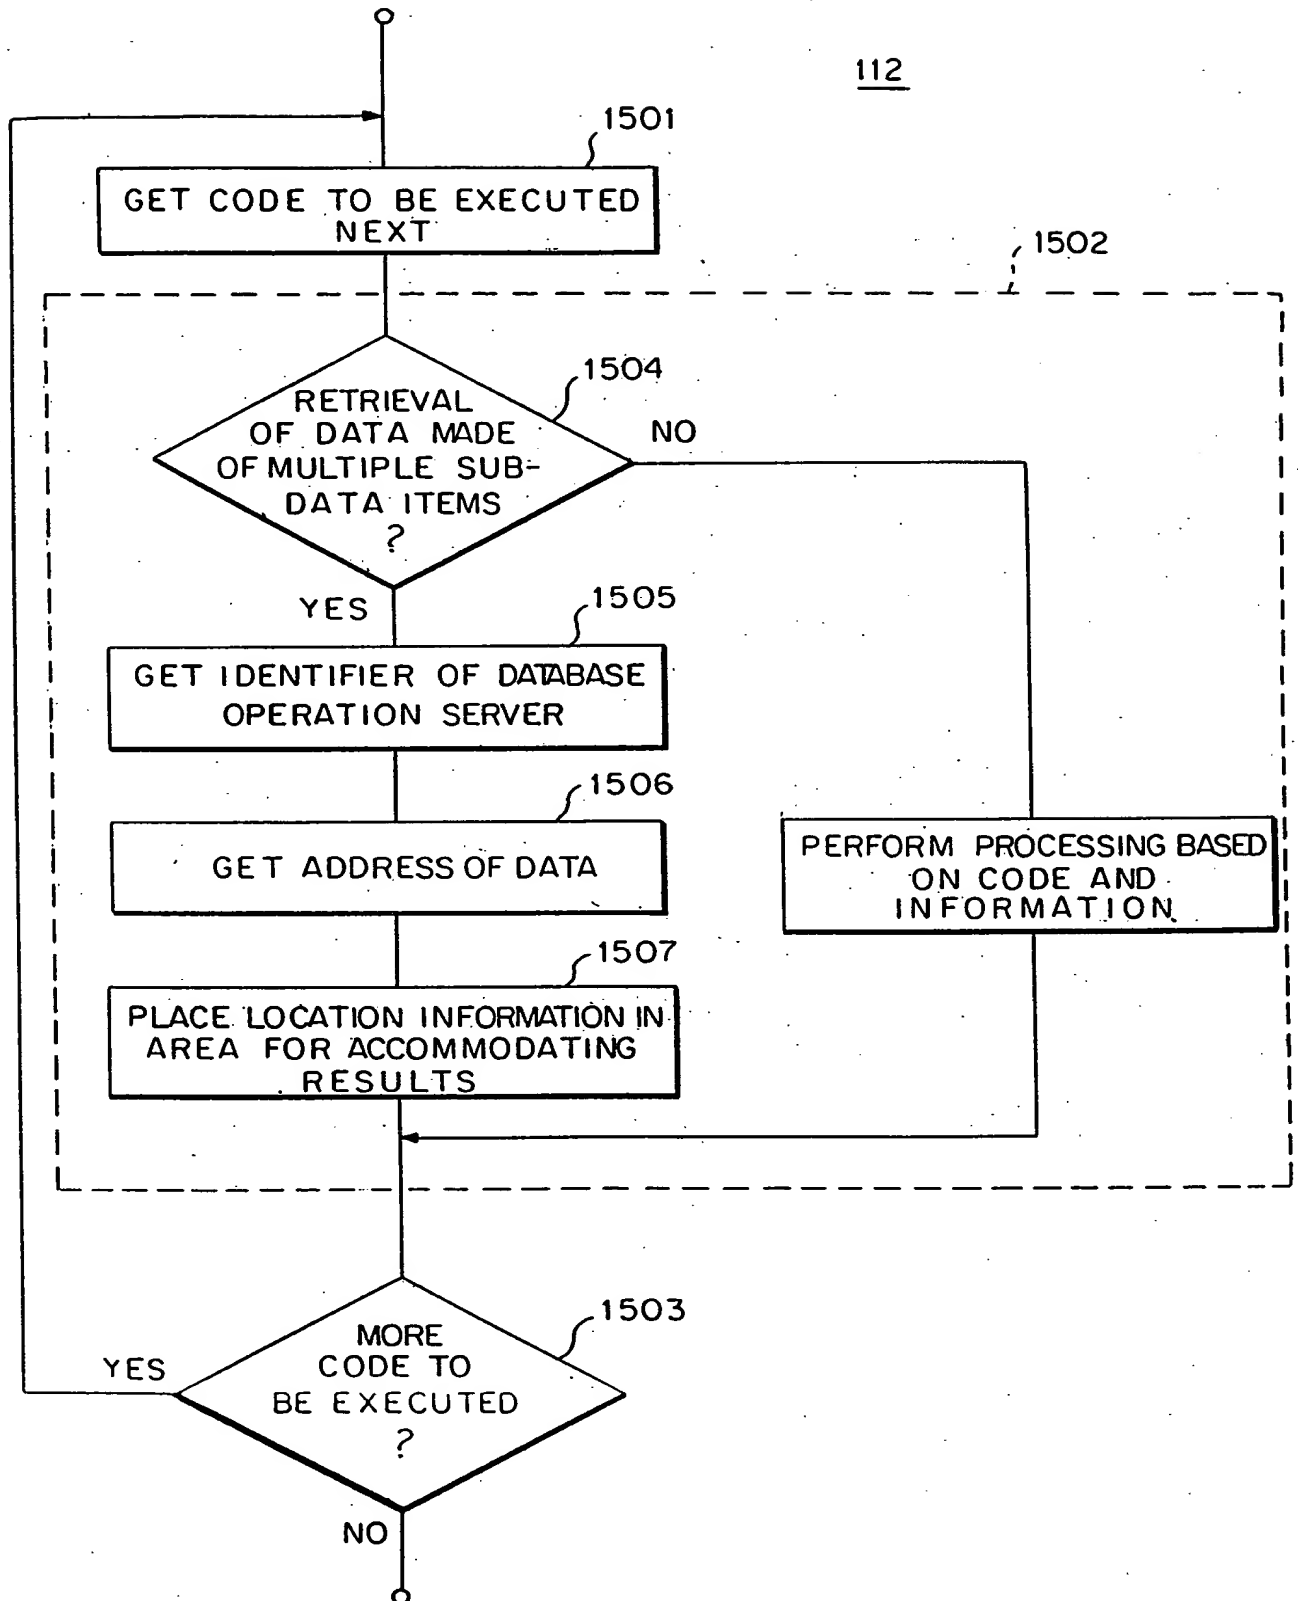 112
1501
GET CODE TO BE EXECUTED
NEXT
1502
1504
RETRIEVAL
OF DATA MADE
OF MULTIPLE SUB-
DATA ITEMS
?
NO
YES
1505
GET IDENTIFIER OF DATABASE
OPERATION SERVER
1506
GET ADDRESS OF DATA
PERFORM PROCESSING BASED
ON CODE AND
INFORMATION
1507
PLACE LOCATION INFORMATION IN
AREA FOR ACCOMMODATING
RESULTS
1503
MORE
CODE TO
BE EXECUTED
?
YES
NO